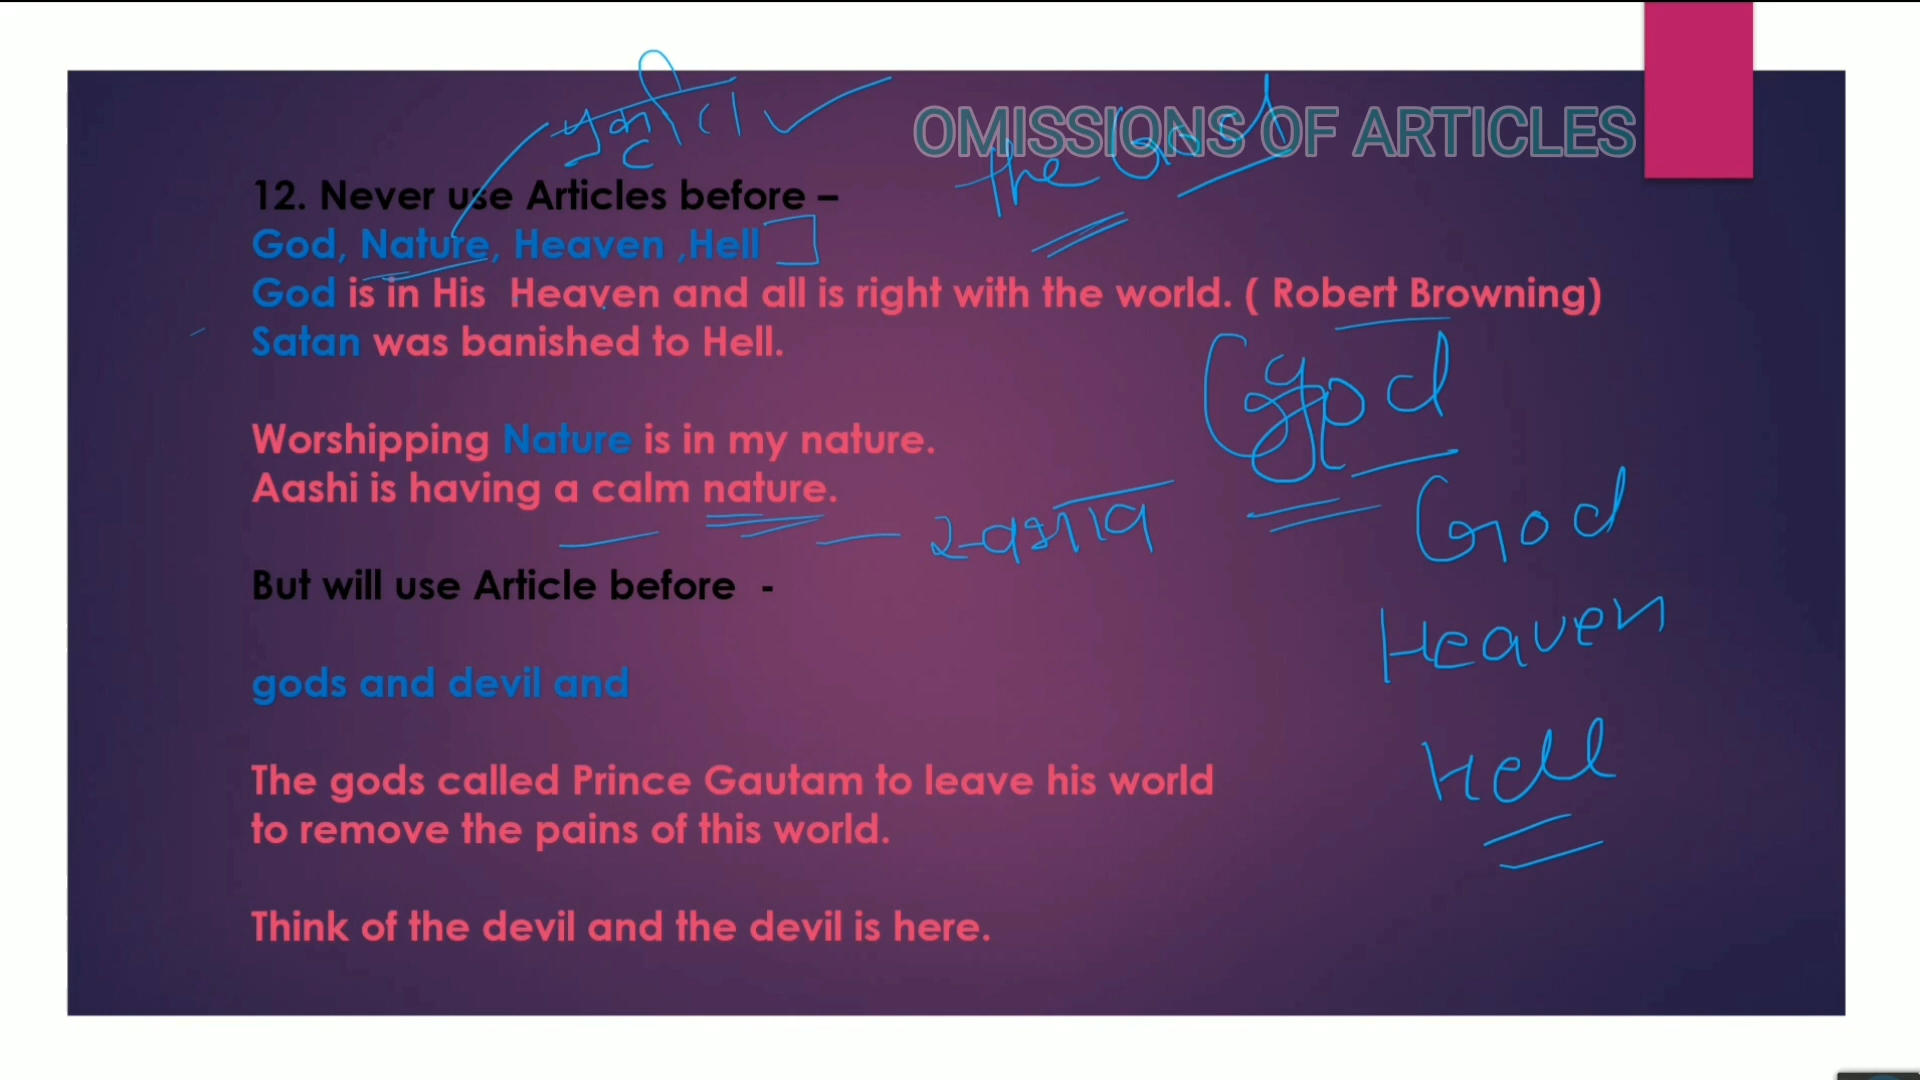 OMISSIONS OF ARTICLES
प्रकृति
the God
12. Never use Articles before –
God, Nature, Heaven ,Hell
God is in His Heaven and all is right with the world. ( Robert Browning)
Satan was banished to Hell.
god
Worshipping Nature is in my nature.
Aashi is having a calm nature.
God
But will use Article before -
Heaven
gods and devil and
Hell
The gods called Prince Gautam to leave his world
to remove the pains of this world.
Think of the devil and the devil is here.